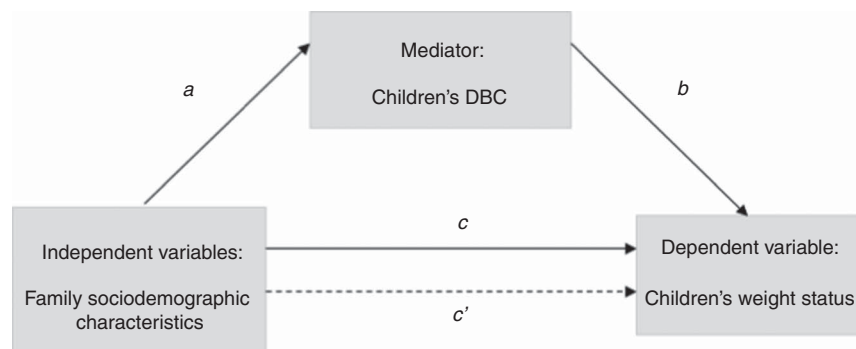 Mediator:
Children's DBC
a
b
Independent variables:
Family sociodemographic
characteristics
c
c'
Dependent variable:
Children's weight status